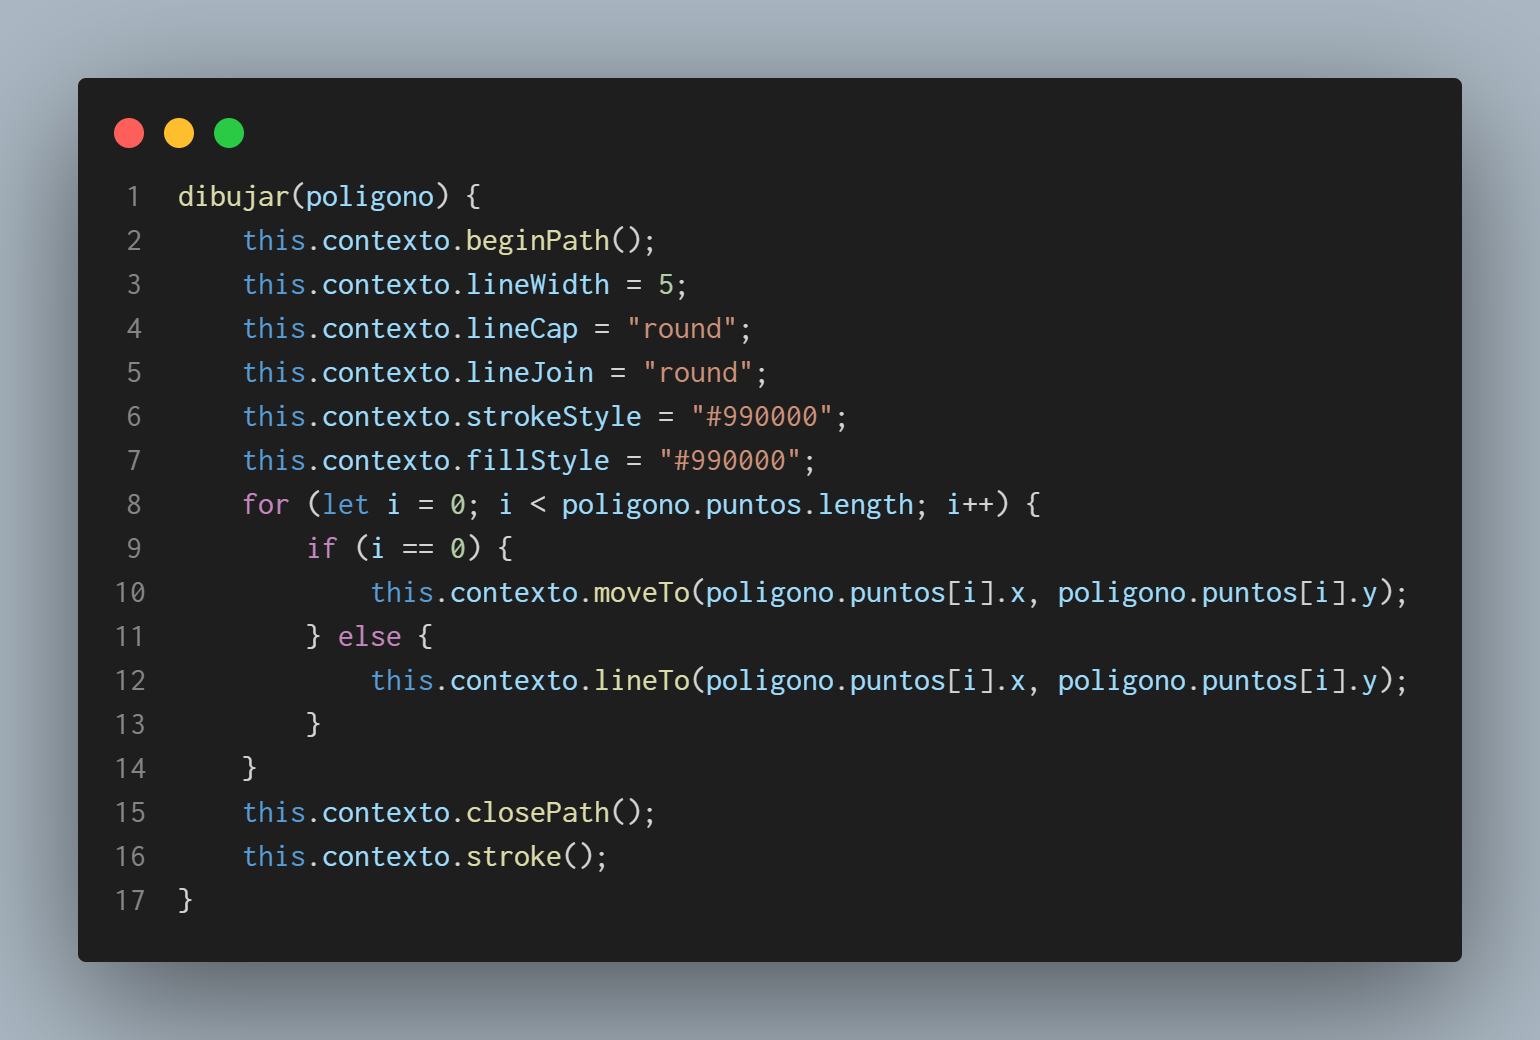 1 dibujar(poligono) {
2     this.contexto.beginPath();
3     this.contexto.lineWidth = 5;
4     this.contexto.lineCap = "round";
5     this.contexto.lineJoin = "round";
6     this.contexto.strokeStyle = "#990000";
7     this.contexto.fillStyle = "#990000";
8     for (let i = 0; i < poligono.puntos.length; i++) {
9         if (i == 0) {
10             this.contexto.moveTo(poligono.puntos[i].x, poligono.puntos[i].y);
11         } else {
12             this.contexto.lineTo(poligono.puntos[i].x, poligono.puntos[i].y);
13         }
14     }
15     this.contexto.closePath();
16     this.contexto.stroke();
17 }